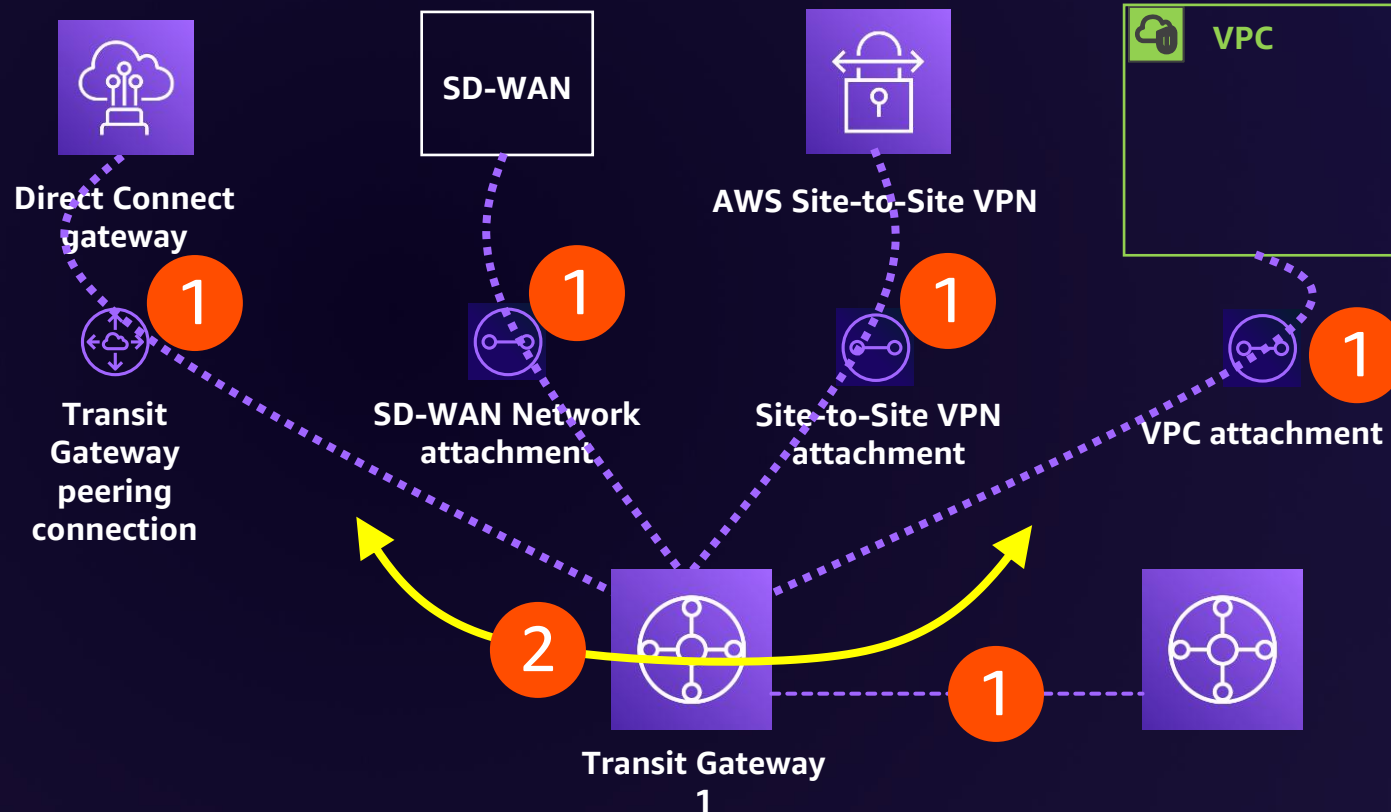 SD-WAN
VPC
Direct Connect
gateway
AWS Site-to-Site VPN
1
1
1
1
Transit
Gateway
peering
connection
SD-WAN Network
attachment
Site-to-Site VPN
attachment
VPC attachment
2
1
Transit Gateway
1